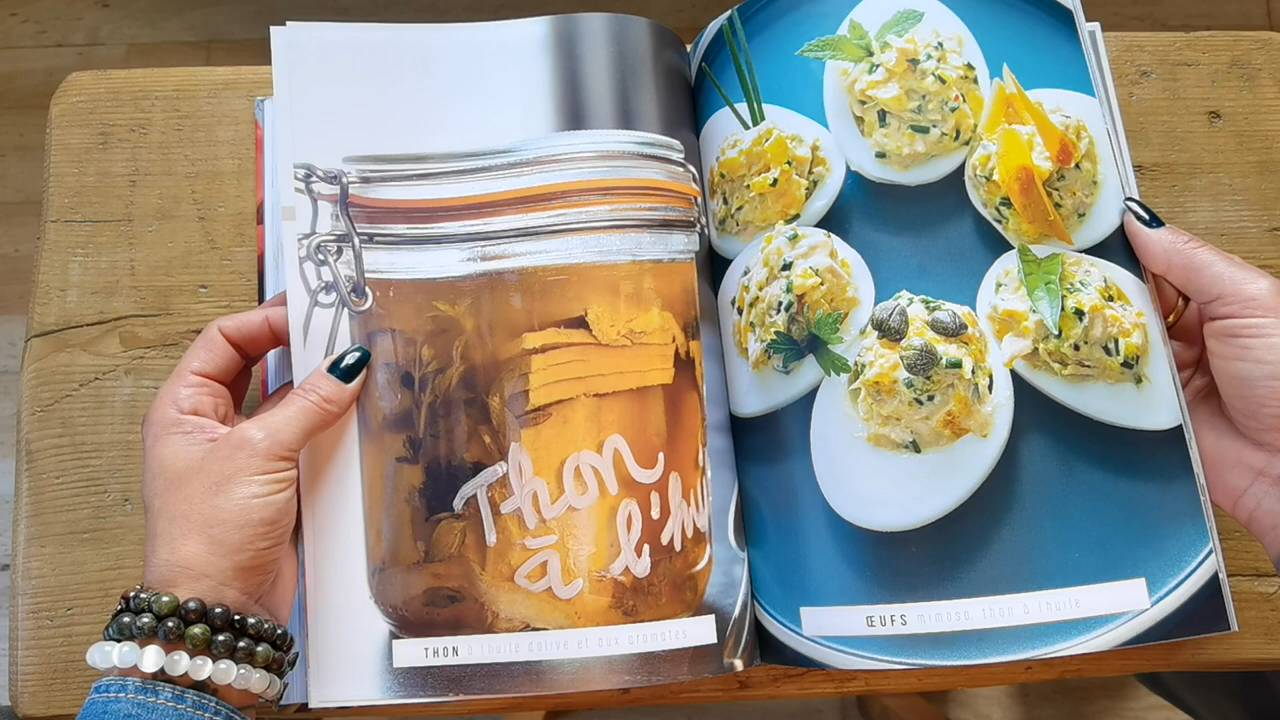 Thon
à l'hu
THON à l'huile d'olive et aux aromates
ŒUFS mimosa, thon à l'huile